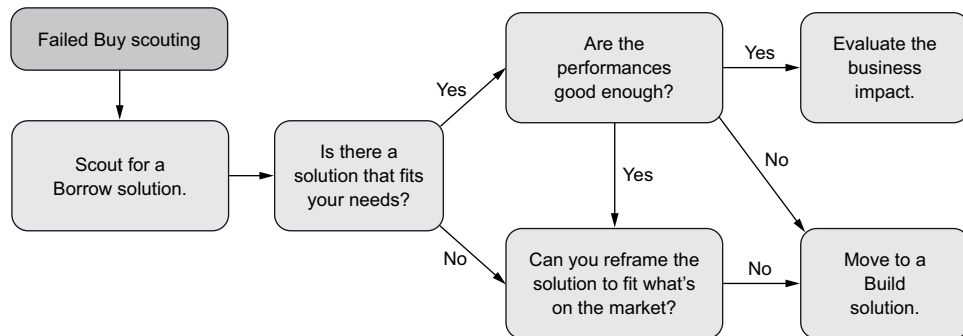 Failed Buy scouting
Scout for a
Borrow solution.
Is there a
solution that fits
your needs?
Yes
No
Are the
performances
good enough?
Yes
Evaluate the
business
impact.
Yes
No
Can you reframe the
solution to fit what's
on the market?
No
Move to a
Build
solution.